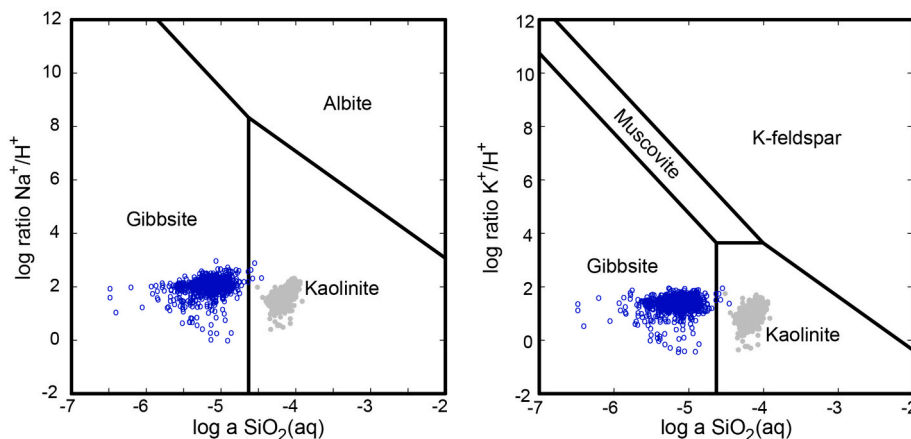 12
10
8
6
4
2
0
-2
log ratio Na⁺/H⁺
Albite
Gibbsite
Kaolinite
-7
-6
-5
-4
-3
-2
log a SiO₂(aq)
12
10
8
6
4
2
0
-2
log ratio K⁺/H⁺
Muscovite
K-feldspar
Gibbsite
Kaolinite
-7
-6
-5
-4
-3
-2
log a SiO₂(aq)